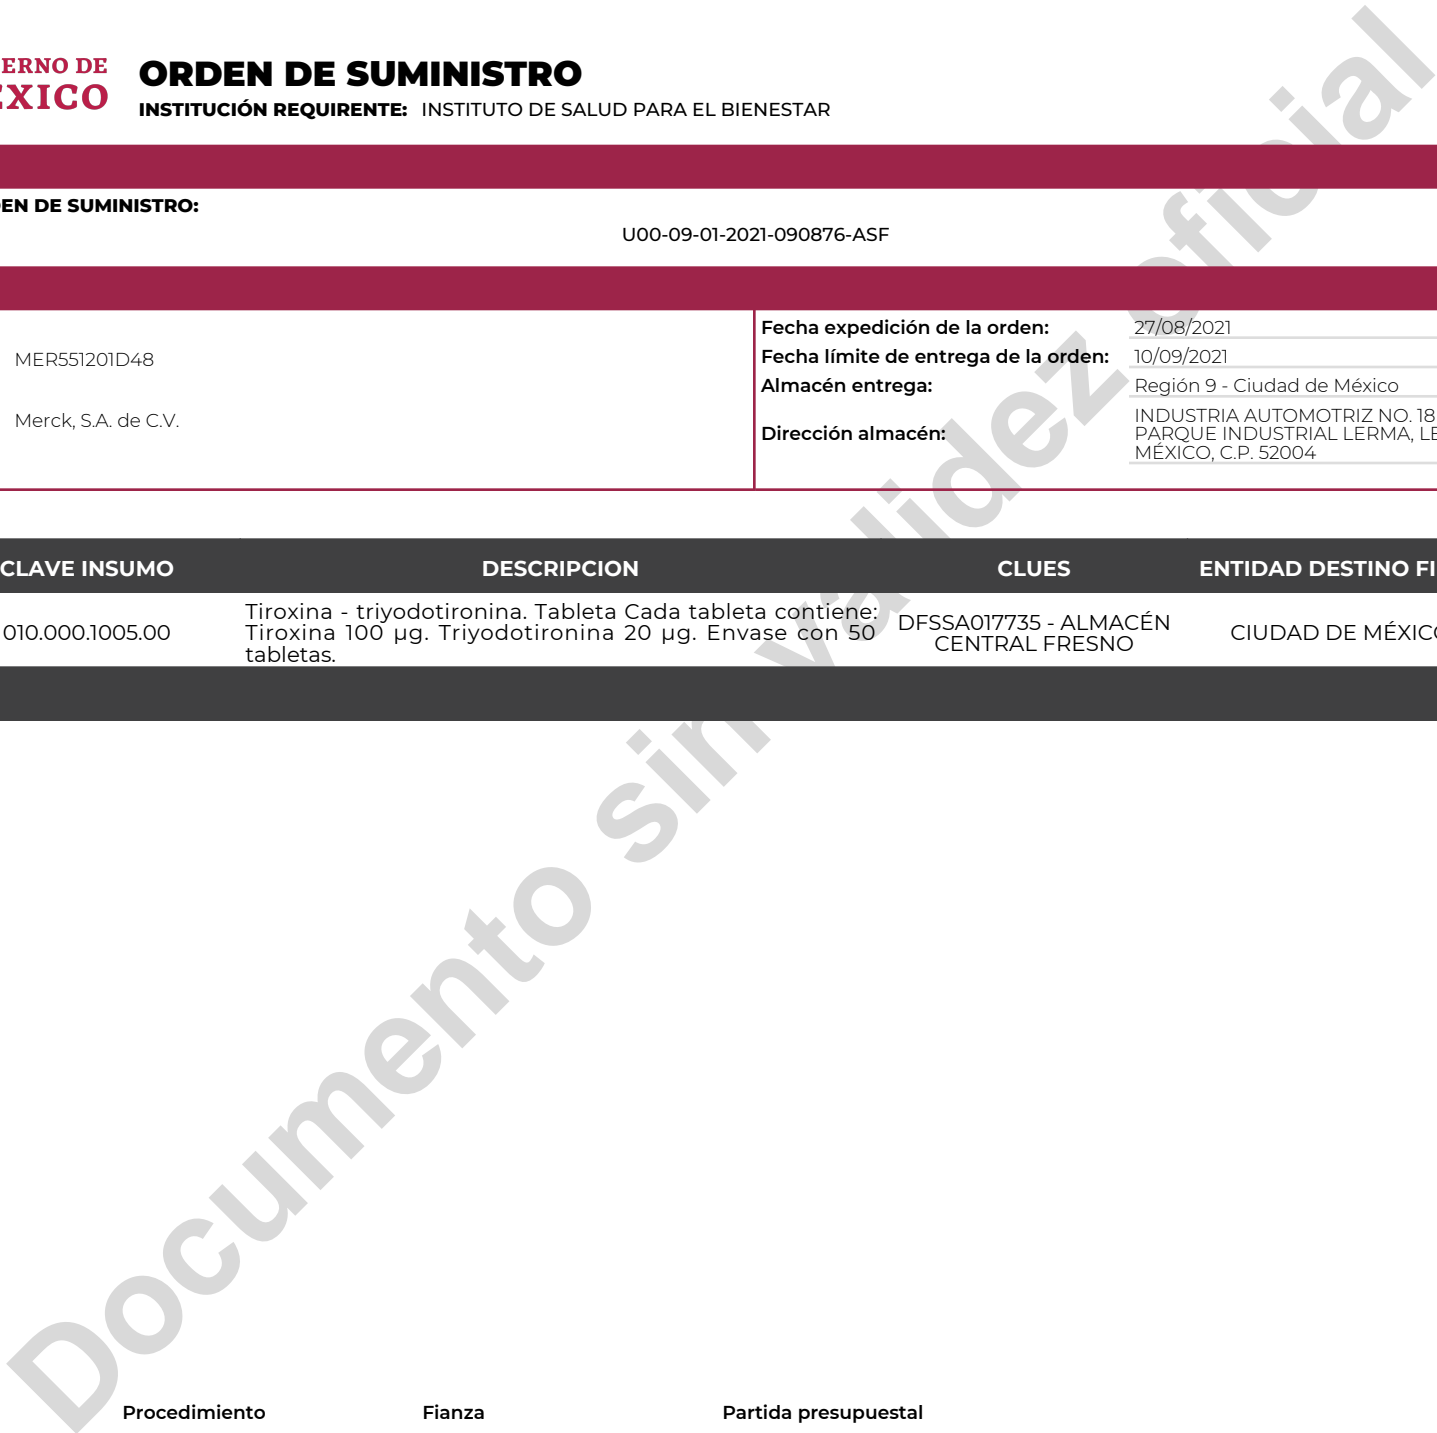 ERNO DE
ÉXICO
ORDEN DE SUMINISTRO
INSTITUCIÓN REQUIRENTE: INSTITUTO DE SALUD PARA EL BIENESTAR
EN DE SUMINISTRO:
U00-09-01-2021-090876-ASF
MER551201D48
Merck, S.A. de C.V.
Fecha expedición de la orden: 27/08/2021
Fecha límite de entrega de la orden: 10/09/2021
Almacén entrega: Región 9 - Ciudad de México
Dirección almacén: INDUSTRIA AUTOMOTRIZ NO. 18
PARQUE INDUSTRIAL LERMA, LE
MÉXICO, C.P. 52004
CLAVE INSUMO DESCRIPCION CLUES ENTIDAD DESTINO FI
010.000.1005.00
Tiroxina - triyodotironina. Tableta Cada tableta contiene:
Tiroxina 100 µg. Triyodotironina 20 µg. Envase con 50
tabletas.
DFSSA017735 - ALMACÉN
CENTRAL FRESNO
CIUDAD DE MÉXICO
Documento sin validez oficial
Procedimiento Fianza Partida presupuestal